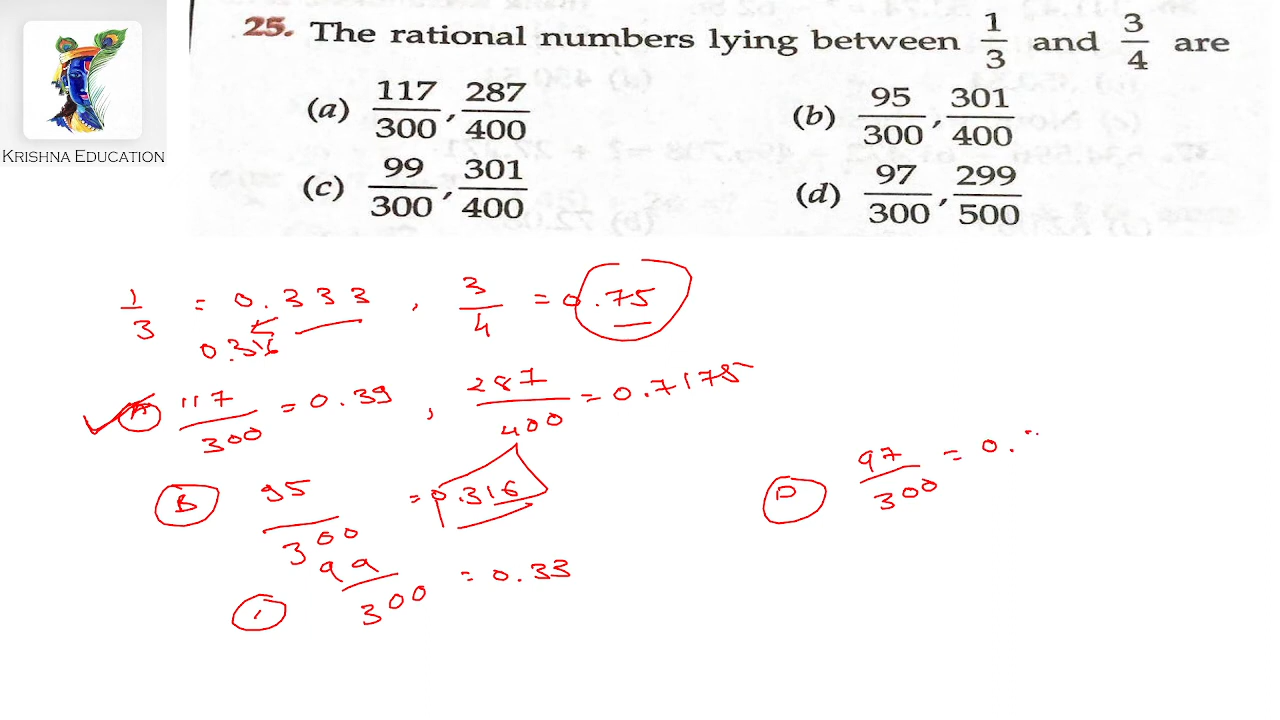 KRISHNA EDUCATION
25. The rational numbers lying between 1/3 and 3/4 are
(a) 117/300, 287/400 (b) 95/300, 301/400
(c) 99/300, 301/400 (d) 97/300, 299/500
1/3 = 0.333 , 3/4 = 0.75
0.316
A 117/300 = 0.39 , 287/400 = 0.7175
B 95/300 = 0.316
D 97/300 = 0.
99/300 = 0.33